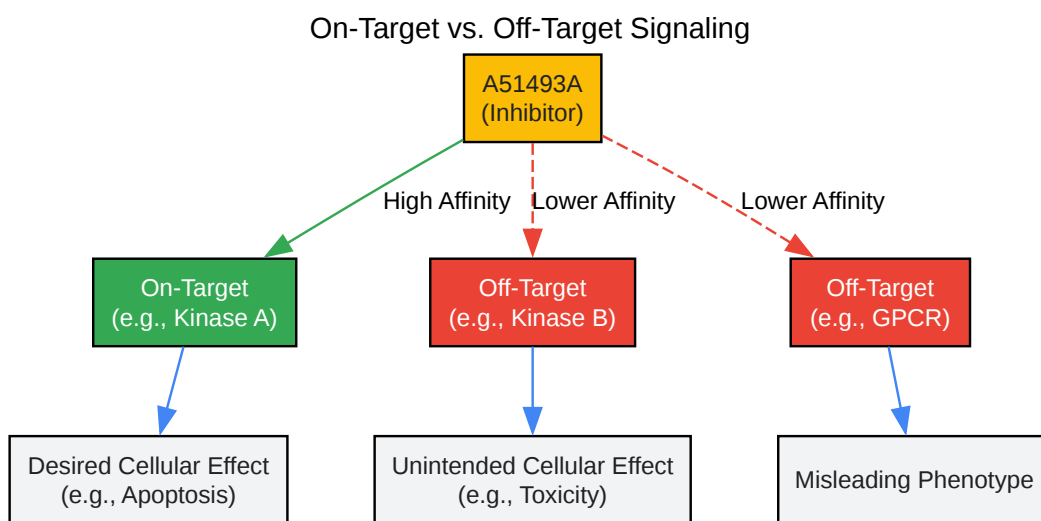 On-Target vs. Off-Target Signaling
A51493A
(Inhibitor)
High Affinity
Lower Affinity
Lower Affinity
On-Target
(e.g., Kinase A)
Off-Target
(e.g., Kinase B)
Off-Target
(e.g., GPCR)
Desired Cellular Effect
(e.g., Apoptosis)
Unintended Cellular Effect
(e.g., Toxicity)
Misleading Phenotype